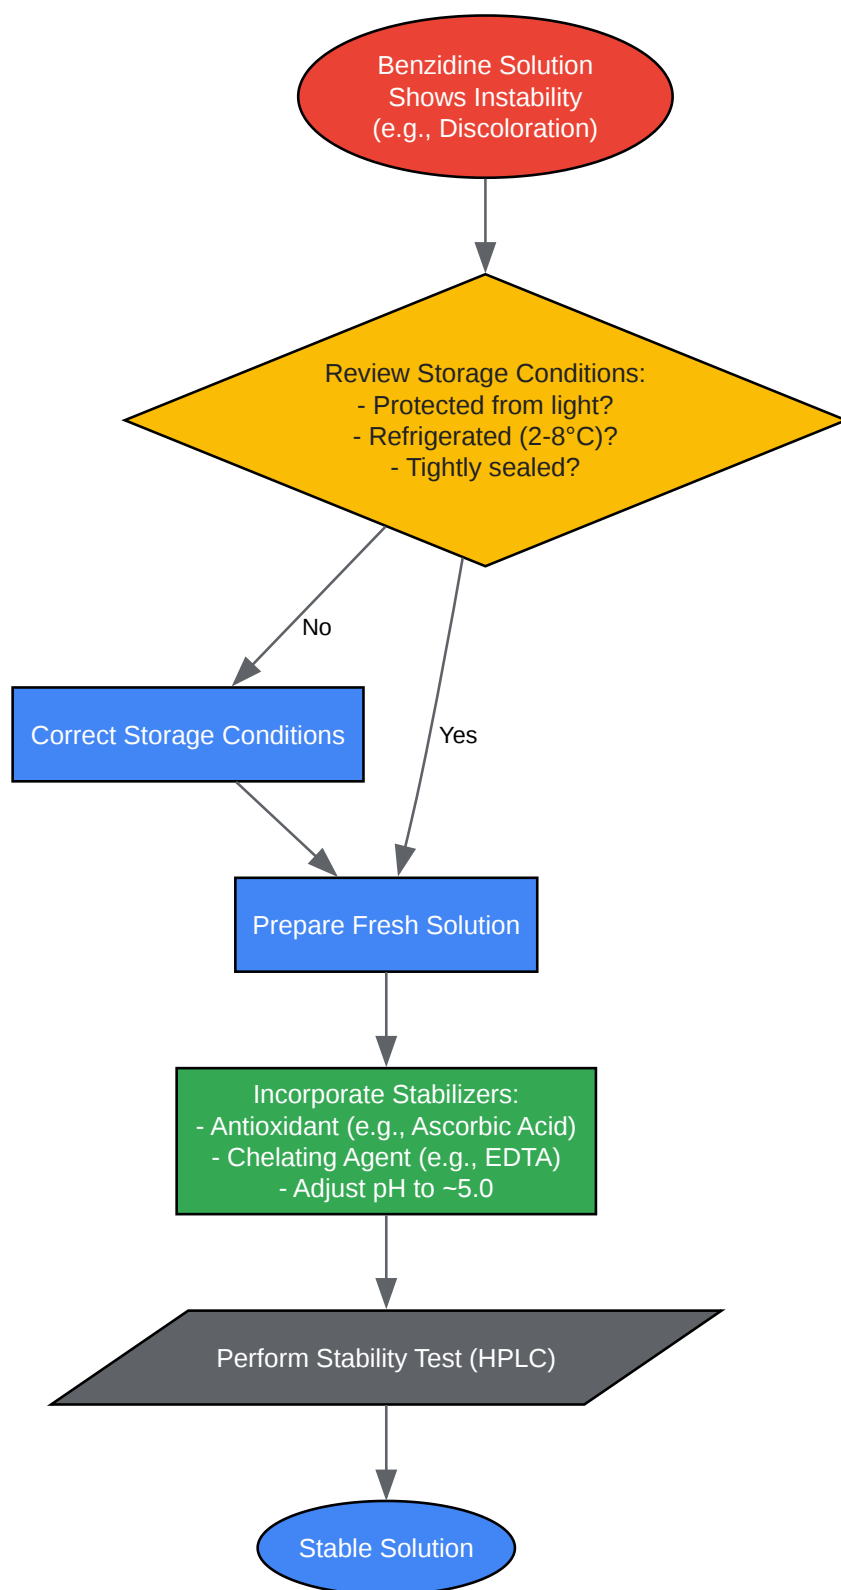 Benzidine Solution
Shows Instability
(e.g., Discoloration)
Review Storage Conditions:
- Protected from light?
- Refrigerated (2-8°C)?
- Tightly sealed?
No
Correct Storage Conditions
Yes
Prepare Fresh Solution
Incorporate Stabilizers:
- Antioxidant (e.g., Ascorbic Acid)
- Chelating Agent (e.g., EDTA)
- Adjust pH to ~5.0
Perform Stability Test (HPLC)
Stable Solution